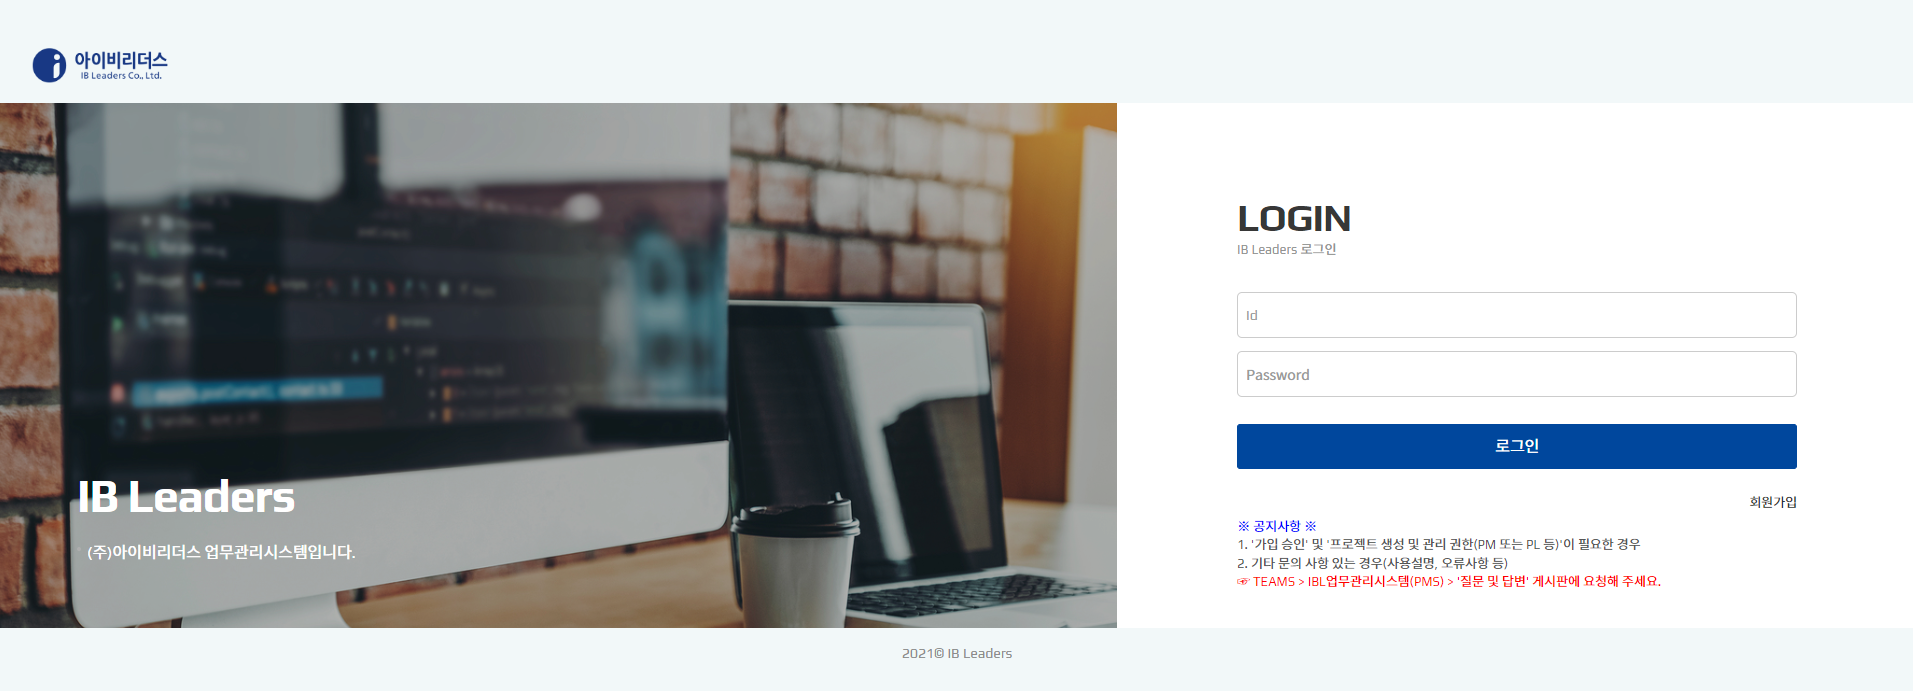 아이비리더스
IB Leaders Co., Ltd.
IB Leaders
(주)아이비리더스 업무관리시스템입니다.
LOGIN
IB Leaders 로그인
Id
Password
로그인
회원가입
※ 공지사항 ※
1. '가입 승인' 및 '프로젝트 생성 및 관리 권한(PM 또는 PL 등)'이 필요한 경우
2. 기타 문의 사항 있는 경우(사용설명, 오류사항 등)
☞ TEAMS > IBL업무관리시스템(PMS) > '질문 및 답변' 게시판에 요청해 주세요.
2021© IB Leaders